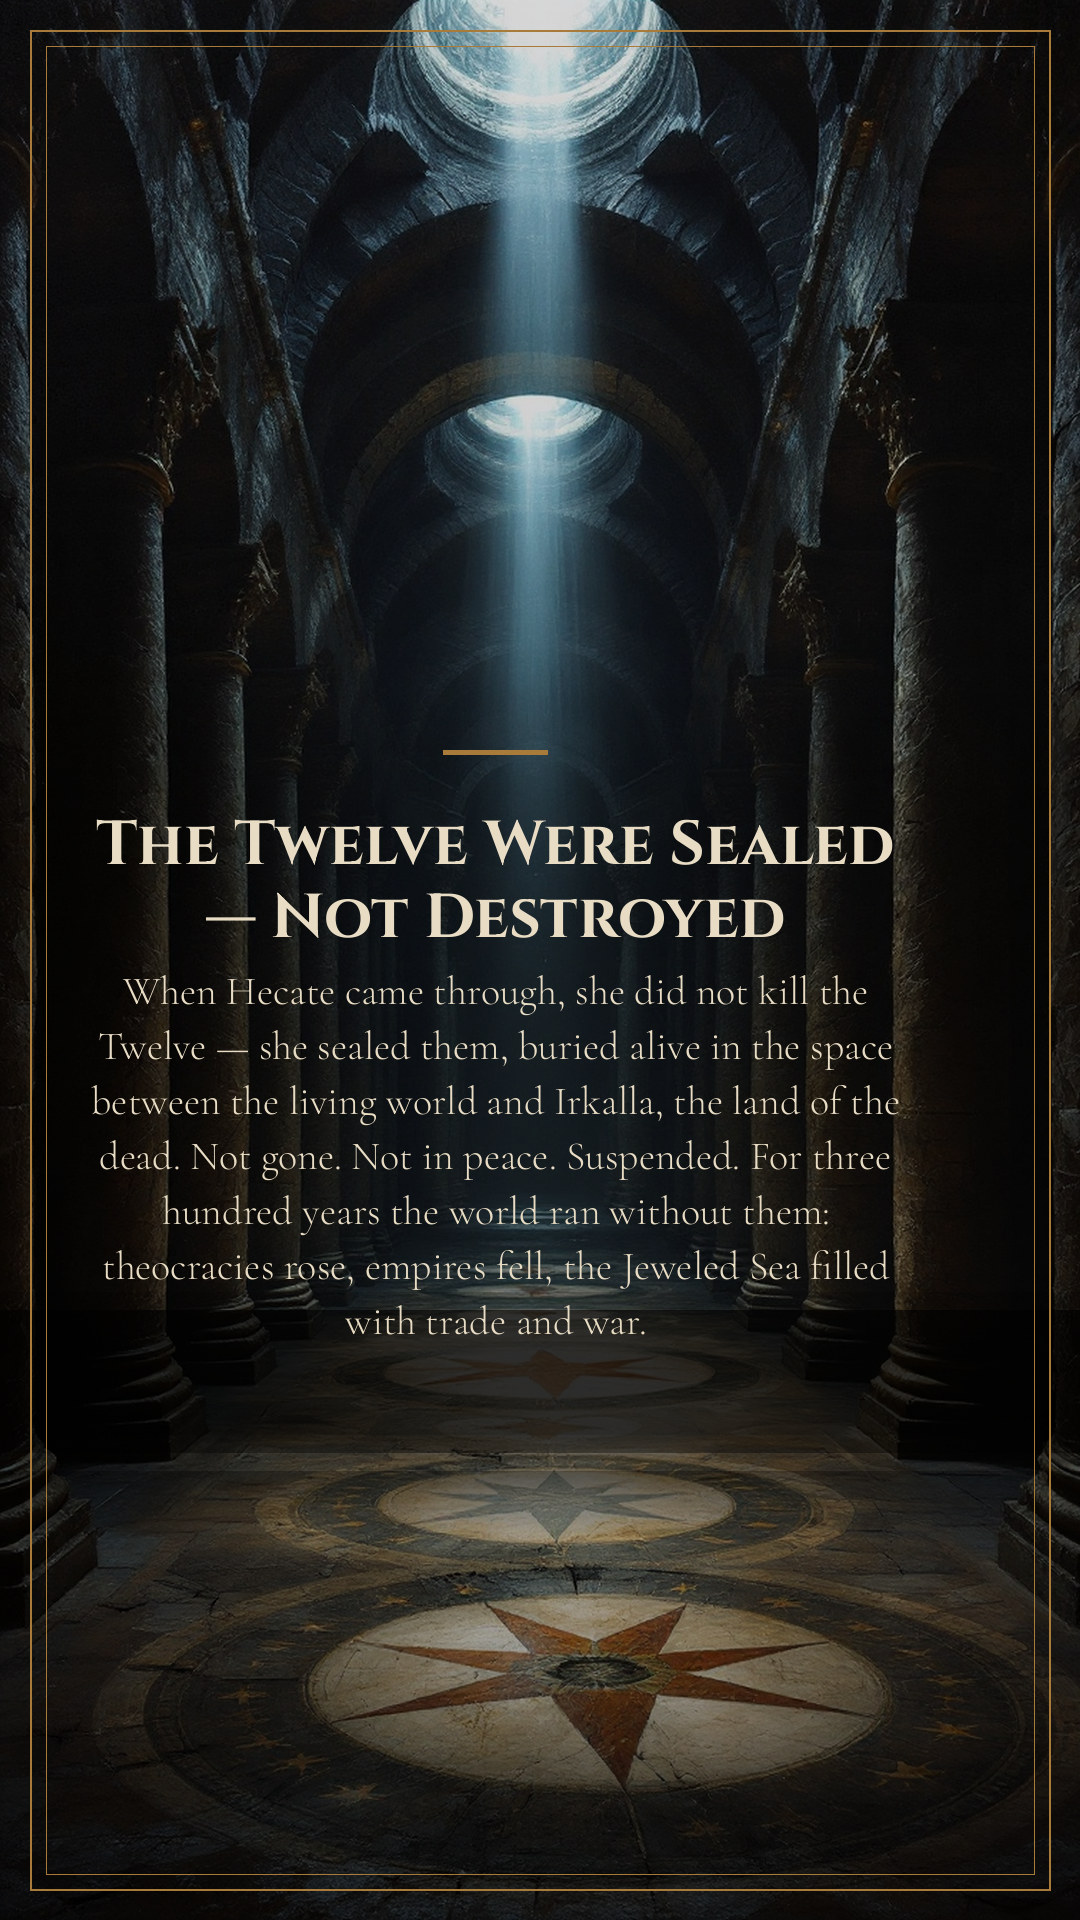 The Twelve Were Sealed
— Not Destroyed
When Hecate came through, she did not kill the
Twelve — she sealed them, buried alive in the space
between the living world and Irkalla, the land of the
dead. Not gone. Not in peace. Suspended. For three
hundred years the world ran without them:
theocracies rose, empires fell, the Jeweled Sea filled
with trade and war.